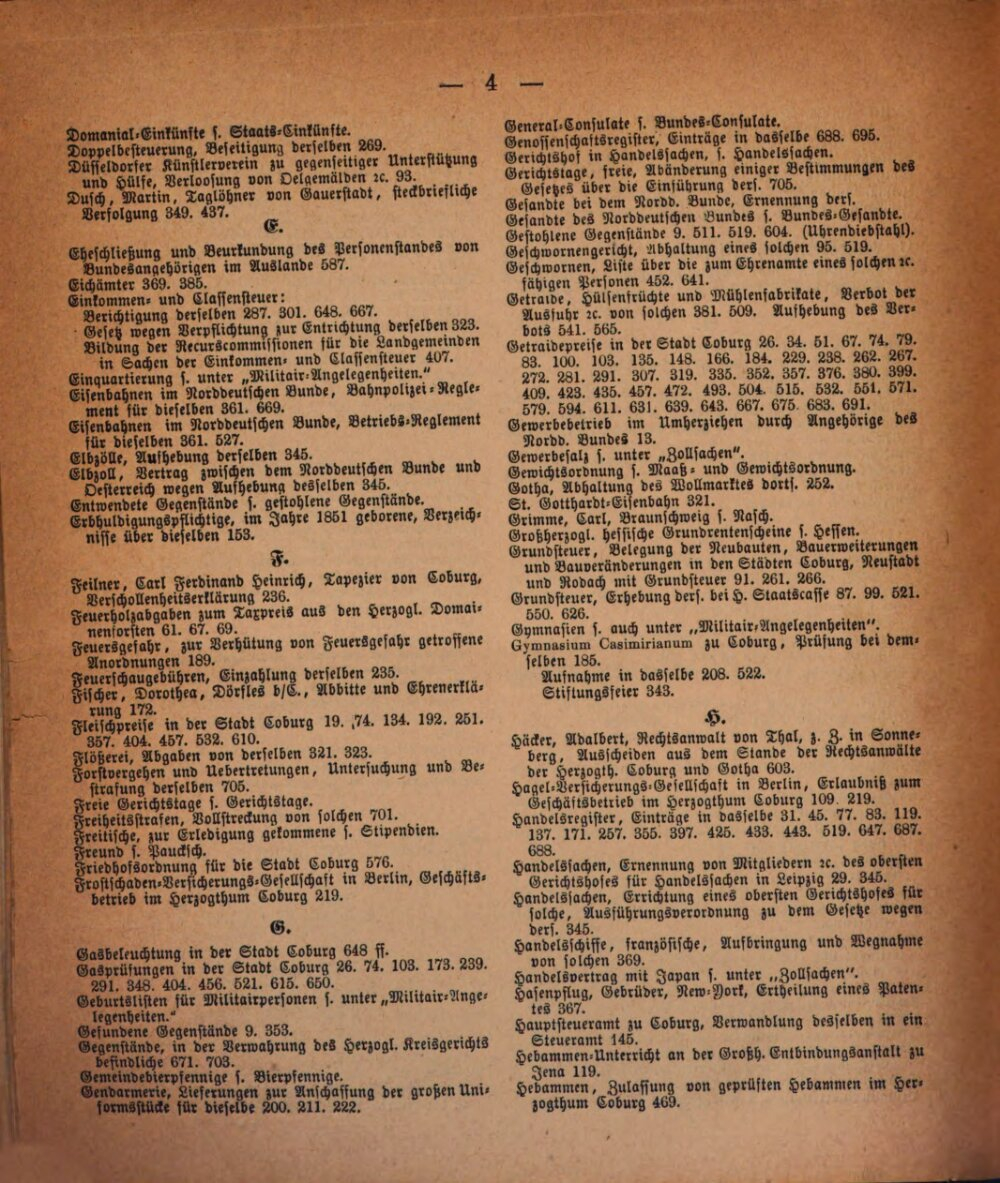 — 4 —
Domanial-Einkünfte s. Staats-Einkünfte.
Doppelbesteuerung, Beseitigung derselben 269.
Düsseldorfer Künstlerverein zu gegenseitiger Unterstützung
und Hülfe, Verloosung von Oelgemälden ꝛc. 93.
Dusch, Martin, Taglöhner von Gauerstadt, steckbriefliche
Verfolgung 349. 437.
E.
Eheschließung und Beurkundung des Personenstandes von
Bundesangehörigen im Auslande 587.
Eichämter 369. 385.
Einkommen- und Classensteuer:
Berichtigung derselben 287. 301. 648. 667.
Gesetz wegen Verpflichtung zur Entrichtung derselben 323.
Bildung der Recurscommissionen für die Landgemeinden
in Sachen der Einkommen- und Classensteuer 407.
Einquartierung s. unter „Militair-Angelegenheiten."
Eisenbahnen im Norddeutschen Bunde, Bahnpolizei-Regle-
ment für dieselben 361. 669.
Eisenbahnen im Norddeutschen Bunde, Betriebs-Reglement
für dieselben 361. 527.
Elbzölle, Aufhebung derselben 345.
Elbzoll, Vertrag zwischen dem Norddeutschen Bunde und
Oesterreich wegen Aufhebung desselben 345.
Entwendete Gegenstände s. gestohlene Gegenstände.
Erbhuldigungspflichtige, im Jahre 1851 geborene, Verzeich-
nisse über dieselben 153.
F.
Feilner, Carl Ferdinand Heinrich, Tapezier von Coburg,
Verschollenheitserklärung 236.
Feuerholzabgaben zum Taxpreis aus den Herzogl. Domai-
nenforsten 61. 67. 69.
Feuersgefahr, zur Verhütung von Feuersgefahr getroffene
Anordnungen 189.
Feuerschaugebühren, Einzahlung derselben 235.
Fischer, Dorothea, Dörfles b/C., Abbitte und Ehrenerklä-
rung 172.
Fleischpreise in der Stadt Coburg 19. 74. 134. 192. 251.
357. 404. 457. 532. 610.
Flößerei, Abgaben von derselben 321. 323.
Forstvergehen und Uebertretungen, Untersuchung und Be-
strafung derselben 705.
Freie Gerichtstage s. Gerichtstage.
Freiheitsstrafen, Vollstreckung von solchen 701.
Freitische, zur Erledigung gekommene s. Stipendien.
Freund s. Paucksch.
Friedhofsordnung für die Stadt Coburg 576.
Frostschaden-Versicherungs-Gesellschaft in Berlin, Geschäfts-
betrieb im Herzogthum Coburg 219.
G.
Gasbeleuchtung in der Stadt Coburg 648 ff.
Gasprüfungen in der Stadt Coburg 26. 74. 103. 173. 239.
291. 348. 404. 456. 521. 615. 650.
Geburtslisten für Militairpersonen s. unter „Militair-Ange-
legenheiten."
Gefundene Gegenstände 9. 353.
Gegenstände, in der Verwahrung des Herzogl. Kreisgerichts
befindliche 671. 703.
Gemeindebierpfennige s. Bierpfennige.
Gendarmerie, Lieferungen zur Anschaffung der großen Uni-
formsstücke für dieselbe 200. 211. 222.
General-Consulate s. Bundes-Consulate.
Genossenschaftsregister, Einträge in dasselbe 688. 695.
Gerichtshof in Handelssachen, s. Handelssachen.
Gerichtstage, freie, Abänderung einiger Bestimmungen des
Gesetzes über die Einführung ders. 705.
Gesandte bei dem Nordd. Bunde, Ernennung ders.
Gesandte des Norddeutschen Bundes s. Bundes-Gesandte.
Gestohlene Gegenstände 9. 511. 519. 604. (Uhrendiebstahl).
Geschwornengericht, Abhaltung eines solchen 95. 519.
Geschwornen, Liste über die zum Ehrenamte eines solchen ꝛc.
fähigen Personen 452. 641.
Getraide, Hülsenfrüchte und Mühlenfabrikate, Verbot der
Ausfuhr ꝛc. von solchen 381. 509. Aufhebung des Ver-
bots 541. 565.
Getraidepreise in der Stadt Coburg 26. 34. 51. 67. 74. 79.
83. 100. 103. 135. 148. 166. 184. 229. 238. 262. 267.
272. 281. 291. 307. 319. 335. 352. 357. 376. 380. 399.
409. 423. 435. 457. 472. 493. 504. 515. 532. 551. 571.
579. 594. 611. 631. 639. 643. 667. 675. 683. 691.
Gewerbebetrieb im Umherziehen durch Angehörige des
Nordd. Bundes 13.
Gewerbesalz s. unter „Zollsachen".
Gewichtsordnung s. Maaß- und Gewichtsordnung.
Gotha, Abhaltung des Wollmarktes dorts. 252.
St. Gotthardt-Eisenbahn 321.
Grimme, Carl, Braunschweig s. Nasch.
Großherzogl. hessische Grundrentenscheine s. Hessen.
Grundsteuer, Belegung der Neubauten, Bauerweiterungen
und Bauveränderungen in den Städten Coburg, Neustadt
und Rodach mit Grundsteuer 91. 261. 266.
Grundsteuer, Erhebung ders. bei H. Staatscasse 87. 99. 521.
550. 626.
Gymnasien s. auch unter „Militair-Angelegenheiten".
Gymnasium Casimirianum zu Coburg, Prüfung bei dem-
selben 185.
Aufnahme in dasselbe 208. 522.
Stiftungsfeier 343.
H.
Häcker, Adalbert, Rechtsanwalt von Thal, z. Z. in Sonne-
berg, Ausscheiden aus dem Stande der Rechtsanwälte
der Herzogth. Coburg und Gotha 603.
Hagel-Versicherungs-Gesellschaft in Berlin, Erlaubniß zum
Geschäftsbetrieb im Herzogthum Coburg 109. 219.
Handelsregister, Einträge in dasselbe 31. 45. 77. 83. 119.
137. 171. 257. 355. 397. 425. 433. 443. 519. 647. 687.
688.
Handelssachen, Ernennung von Mitgliedern ꝛc. des obersten
Gerichtshofes für Handelssachen in Leipzig 29. 345.
Handelssachen, Errichtung eines obersten Gerichtshofes für
solche, Ausführungsverordnung zu dem Gesetze wegen
ders. 345.
Handelsschiffe, französische, Aufbringung und Wegnahme
von solchen 369.
Handelsvertrag mit Japan s. unter „Zollsachen".
Hasenpflug, Gebrüder, New-York, Ertheilung eines Paten-
tes 367.
Hauptsteueramt zu Coburg, Verwandlung desselben in ein
Steueramt 145.
Hebammen-Unterricht an der Großh. Entbindungsanstalt zu
Jena 119.
Hebammen, Zulassung von geprüften Hebammen im Her-
zogthum Coburg 469.